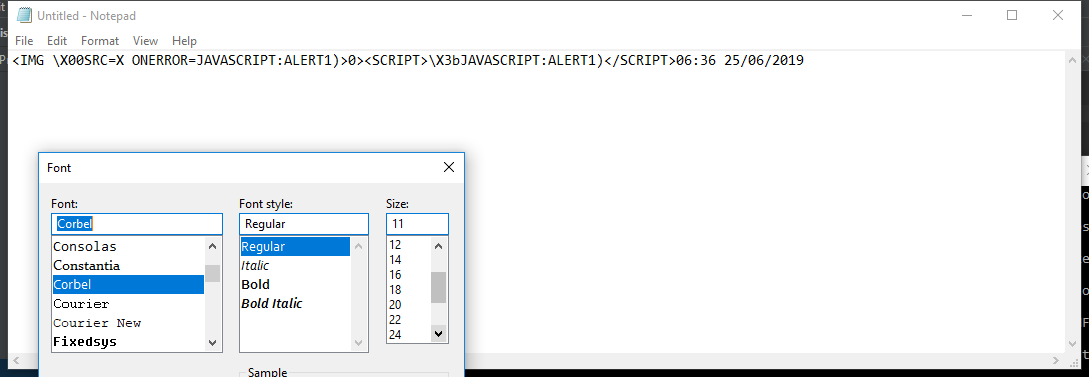 Untitled - Notepad
File Edit Format View Help
<IMG \X00SRC=X ONERROR=JAVASCRIPT:ALERT1)>0><SCRIPT>\X3bJAVASCRIPT:ALERT1)</SCRIPT>06:36 25/06/2019
Font
Font: Font style: Size:
Corbel Regular 11
Consolas Regular 12
Constantia Italic 14
Corbel Bold 16
Courier Bold Italic 18
Courier New 20
Fixedsys 22
24
Sample